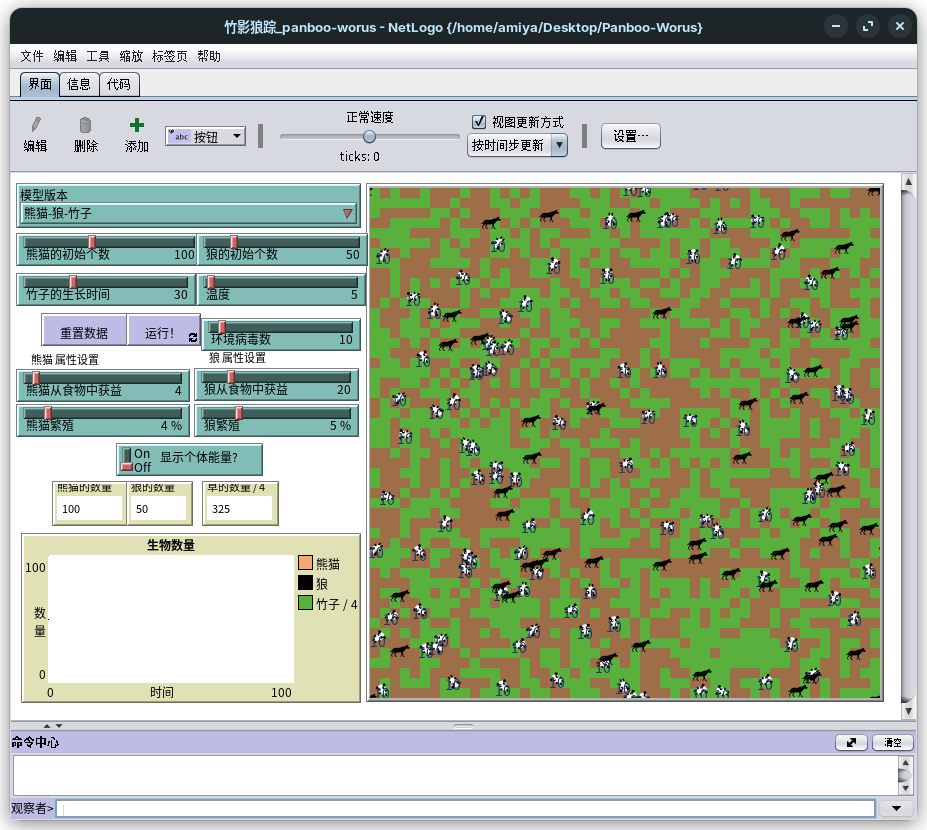 竹影狼踪_panboo-worus - NetLogo {/home/amiya/Desktop/Panboo-Worus}
文件 编辑 工具 缩放 标签页 帮助
界面 信息 代码
编辑 删除 添加 abc 按钮
正常速度
ticks: 0
视图更新方式
按时间步更新
设置…
模型版本
熊猫-狼-竹子
熊猫的初始个数 100 狼的初始个数 50
竹子的生长时间 30 温度 5
重置数据 运行! 环境病毒数 10
熊猫 属性设置 狼 属性设置
熊猫从食物中获益 4 狼从食物中获益 20
熊猫繁殖 4 % 狼繁殖 5 %
On
Off
显示个体能量?
熊猫的数量 狼的数量 草的数量 / 4
100 50 325
生物数量
100
数量
0
0 时间 100
熊猫
狼
竹子 / 4
命令中心
清空
观察者>